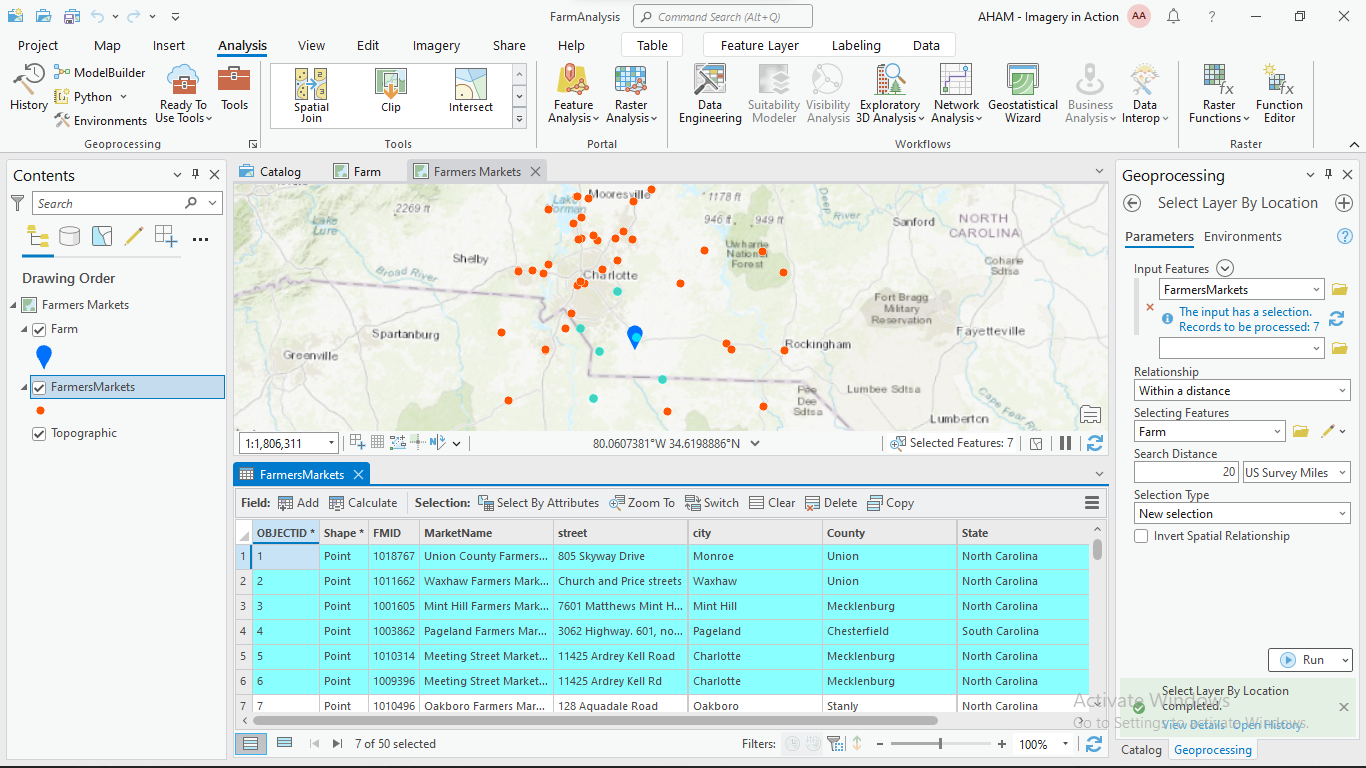 FarmAnalysis
Command Search (Alt+Q)
AHAM - Imagery in Action
AA
?
Project
Map
Insert
Analysis
View
Edit
Imagery
Share
Help
Table
Feature Layer
Labeling
Data
History
ModelBuilder
Python
Environments
Ready To
Use Tools
Tools
Spatial
Join
Clip
Intersect
Feature
Analysis
Raster
Analysis
Data
Engineering
Suitability
Modeler
Visibility
Analysis
Exploratory
3D Analysis
Network
Analysis
Geostatistical
Wizard
Business
Analysis
Data
Interop
Raster
Functions
Function
Editor
Geoprocessing
Tools
Portal
Workflows
Raster
Contents
Search
Drawing Order
Farmers Markets
Farm
FarmersMarkets
Topographic
Catalog
Farm
Farmers Markets
Mooresville
1178 ft
Lake
Norman
2269 ft
946 ft
949 ft
Deep River
Sanford
NORTH
CAROLINA
Lake
Lure
Shelby
Broad River
Charlotte
Uwharrie
National
Forest
Coharie
Sdtsa
Fort Bragg
Military
Reservation
Fayetteville
Spartanburg
Greenville
Rockingham
Pee
Dee
Sdtsa
Lumbee Sdtsa
Cape Fear
Lumberton
1:1,806,311
80.0607381°W 34.6198886°N
Selected Features: 7
FarmersMarkets
Field: Add Calculate Selection: Select By Attributes Zoom To Switch Clear Delete Copy
OBJECTID * Shape * FMID MarketName street city County State
1 1 Point 1018767 Union County Farmers... 805 Skyway Drive Monroe Union North Carolina
2 2 Point 1011662 Waxhaw Farmers Mark... Church and Price streets Waxhaw Union North Carolina
3 3 Point 1001605 Mint Hill Farmers Mark... 7601 Matthews Mint H... Mint Hill Mecklenburg North Carolina
4 4 Point 1003862 Pageland Farmers Mar... 3062 Highway. 601, no... Pageland Chesterfield South Carolina
5 5 Point 1010314 Meeting Street Market... 11425 Ardrey Kell Road Charlotte Mecklenburg North Carolina
6 6 Point 1009396 Meeting Street Market... 11425 Ardrey Kell Rd Charlotte Mecklenburg North Carolina
7 7 Point 1010496 Oakboro Farmers Mar... 128 Aquadale Road Oakboro Stanly North Carolina
7 of 50 selected
Filters:
100%
Geoprocessing
Select Layer By Location
Parameters Environments
?
Input Features
FarmersMarkets
The input has a selection.
Records to be processed: 7
Relationship
Within a distance
Selecting Features
Farm
Search Distance
20 US Survey Miles
Selection Type
New selection
Invert Spatial Relationship
Run
Select Layer By Location
completed.
View Details Open History
Activate Windows
Go to Settings to activate Windows.
Catalog Geoprocessing